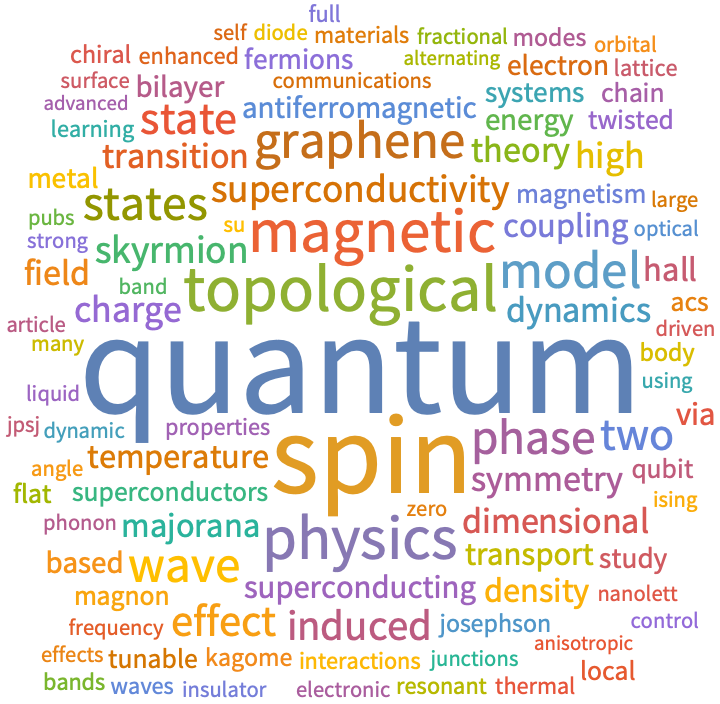 full
self diode materials fractional modes orbital
chiral enhanced fermions alternating electron lattice
surface bilayer communications systems chain
advanced state antiferromagnetic energy twisted
learning transition graphene theory high
metal states superconductivity magnetism large
pubs su magnetic coupling optical
strong skyrmion model hall
field band topological dynamics acs
charge driven
article many quantum body
liquid using
jpsj dynamic properties spin phase two via
angle temperature symmetry qubit
flat superconductors zero ising
phonon majorana physics dimensional
based wave transport study
magnon superconducting density nanolett
frequency effect induced josephson control
effects tunable kagome interactions junctions anisotropic local
bands waves insulator electronic resonant thermal